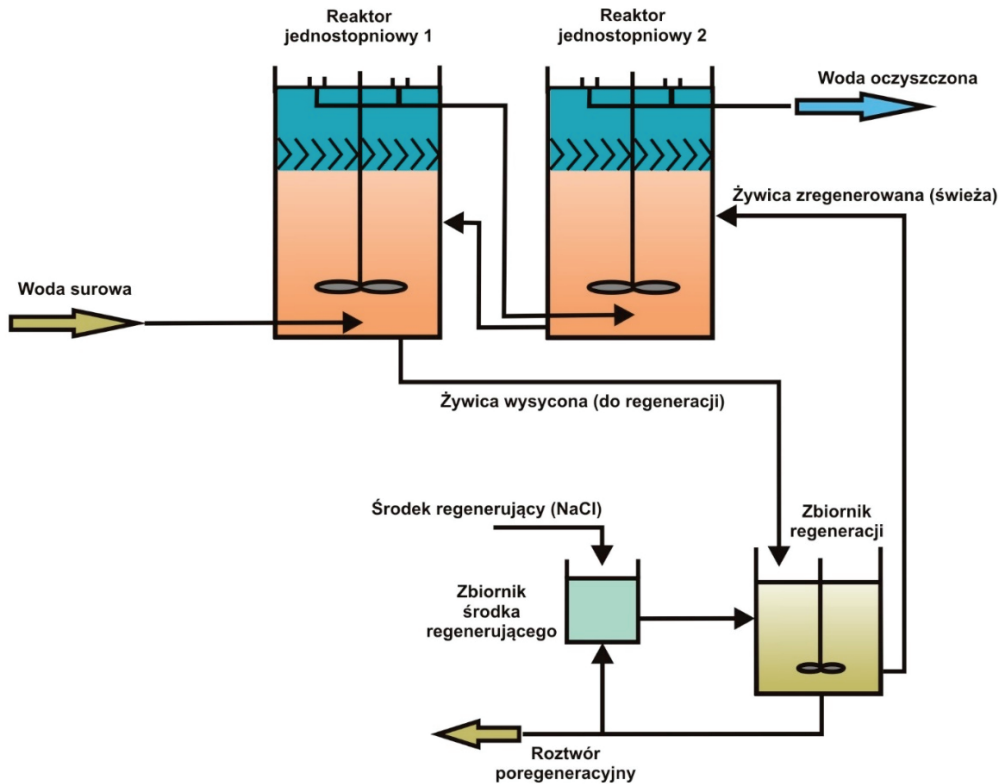 Reaktor
jednostopniowy 1
Reaktor
jednostopniowy 2
Woda oczyszczona
Żywica zregenerowana (świeża)
Woda surowa
Żywica wysycona (do regeneracji)
Środek regenerujący (NaCl)
Zbiornik
regeneracji
Zbiornik
środka
regenerującego
Roztwór
poregeneracyjny